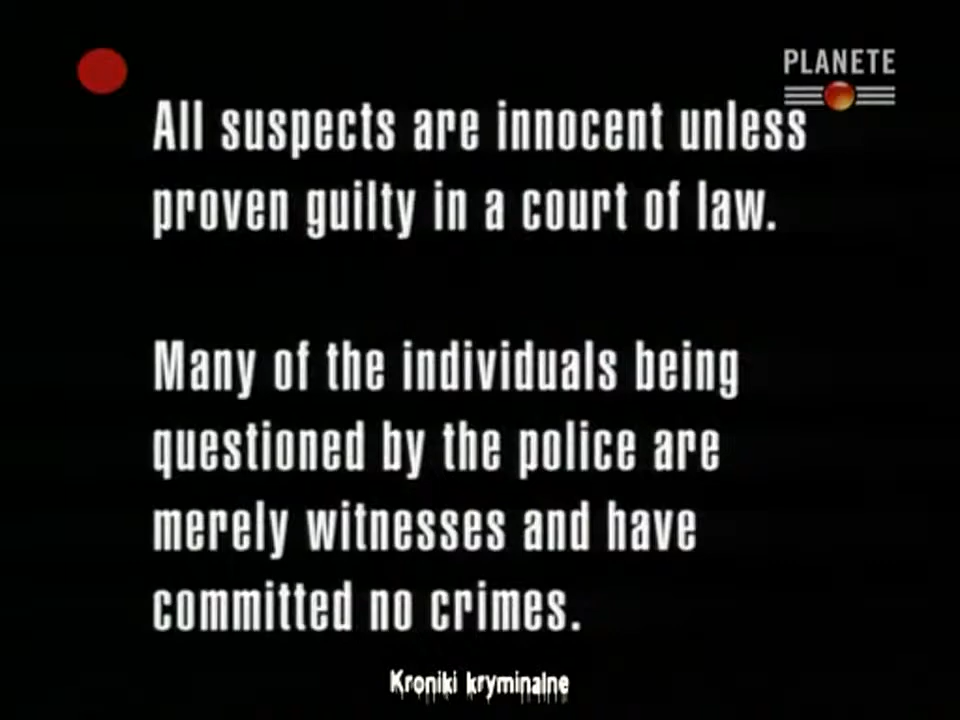 PLANETE
All suspects are innocent unless
proven guilty in a court of law.
Many of the individuals being
questioned by the police are
merely witnesses and have
committed no crimes.
Kroniki kryminalne